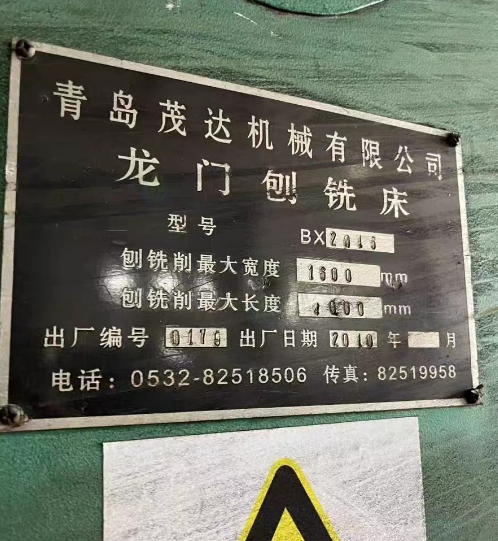 青岛茂达机械有限公司
龙门刨铣床
型号 BX2016
刨铣削最大宽度 1600 mm
刨铣削最大长度 4000 mm
出厂编号 0179 出厂日期 2010 年 月
电话：0532-82518506 传真：82519958